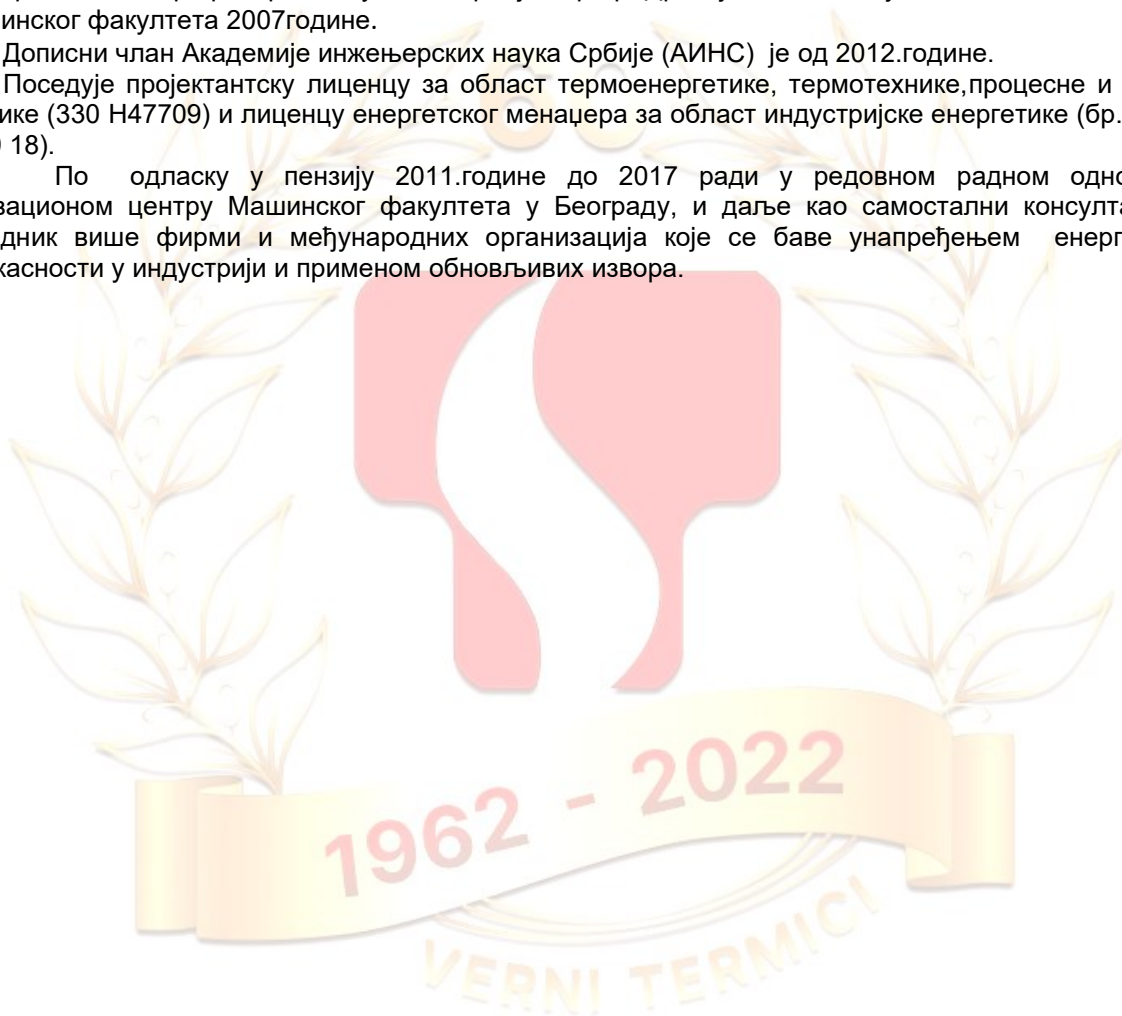 инског факултета 2007године.
Дописни члан Академије инжењерских наука Србије (АИНС) је од 2012.године.
Поседује пројектантску лиценцу за област термоенергетике, термотехнике,процесне и
ике (330 Н47709) и лиценцу енергетског менаџера за област индустријске енергетике (бр.
18).
По одласку у пензију 2011.године до 2017 ради у редовном радном одно
вационом центру Машинског факултета у Београду, и даље као самостални консулта
дник више фирми и међународних организација које се баве унапређењем енерг
касности у индустрији и применом обновљивих извора.
60
1962 - 2022
VERNI TERMICI